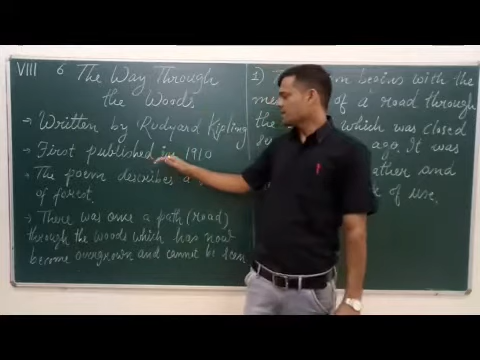 VIII 6 The Way Through
the Woods
→ Written by Rudyard Kipling
→ First published in 1910
→ The poem describes a
of forest.
→ There was once a path (road)
through the woods which has now
become overgrown and cannot be seen
1) The begins with the
of a road through
the which was closed
ago. It was
and
of use.